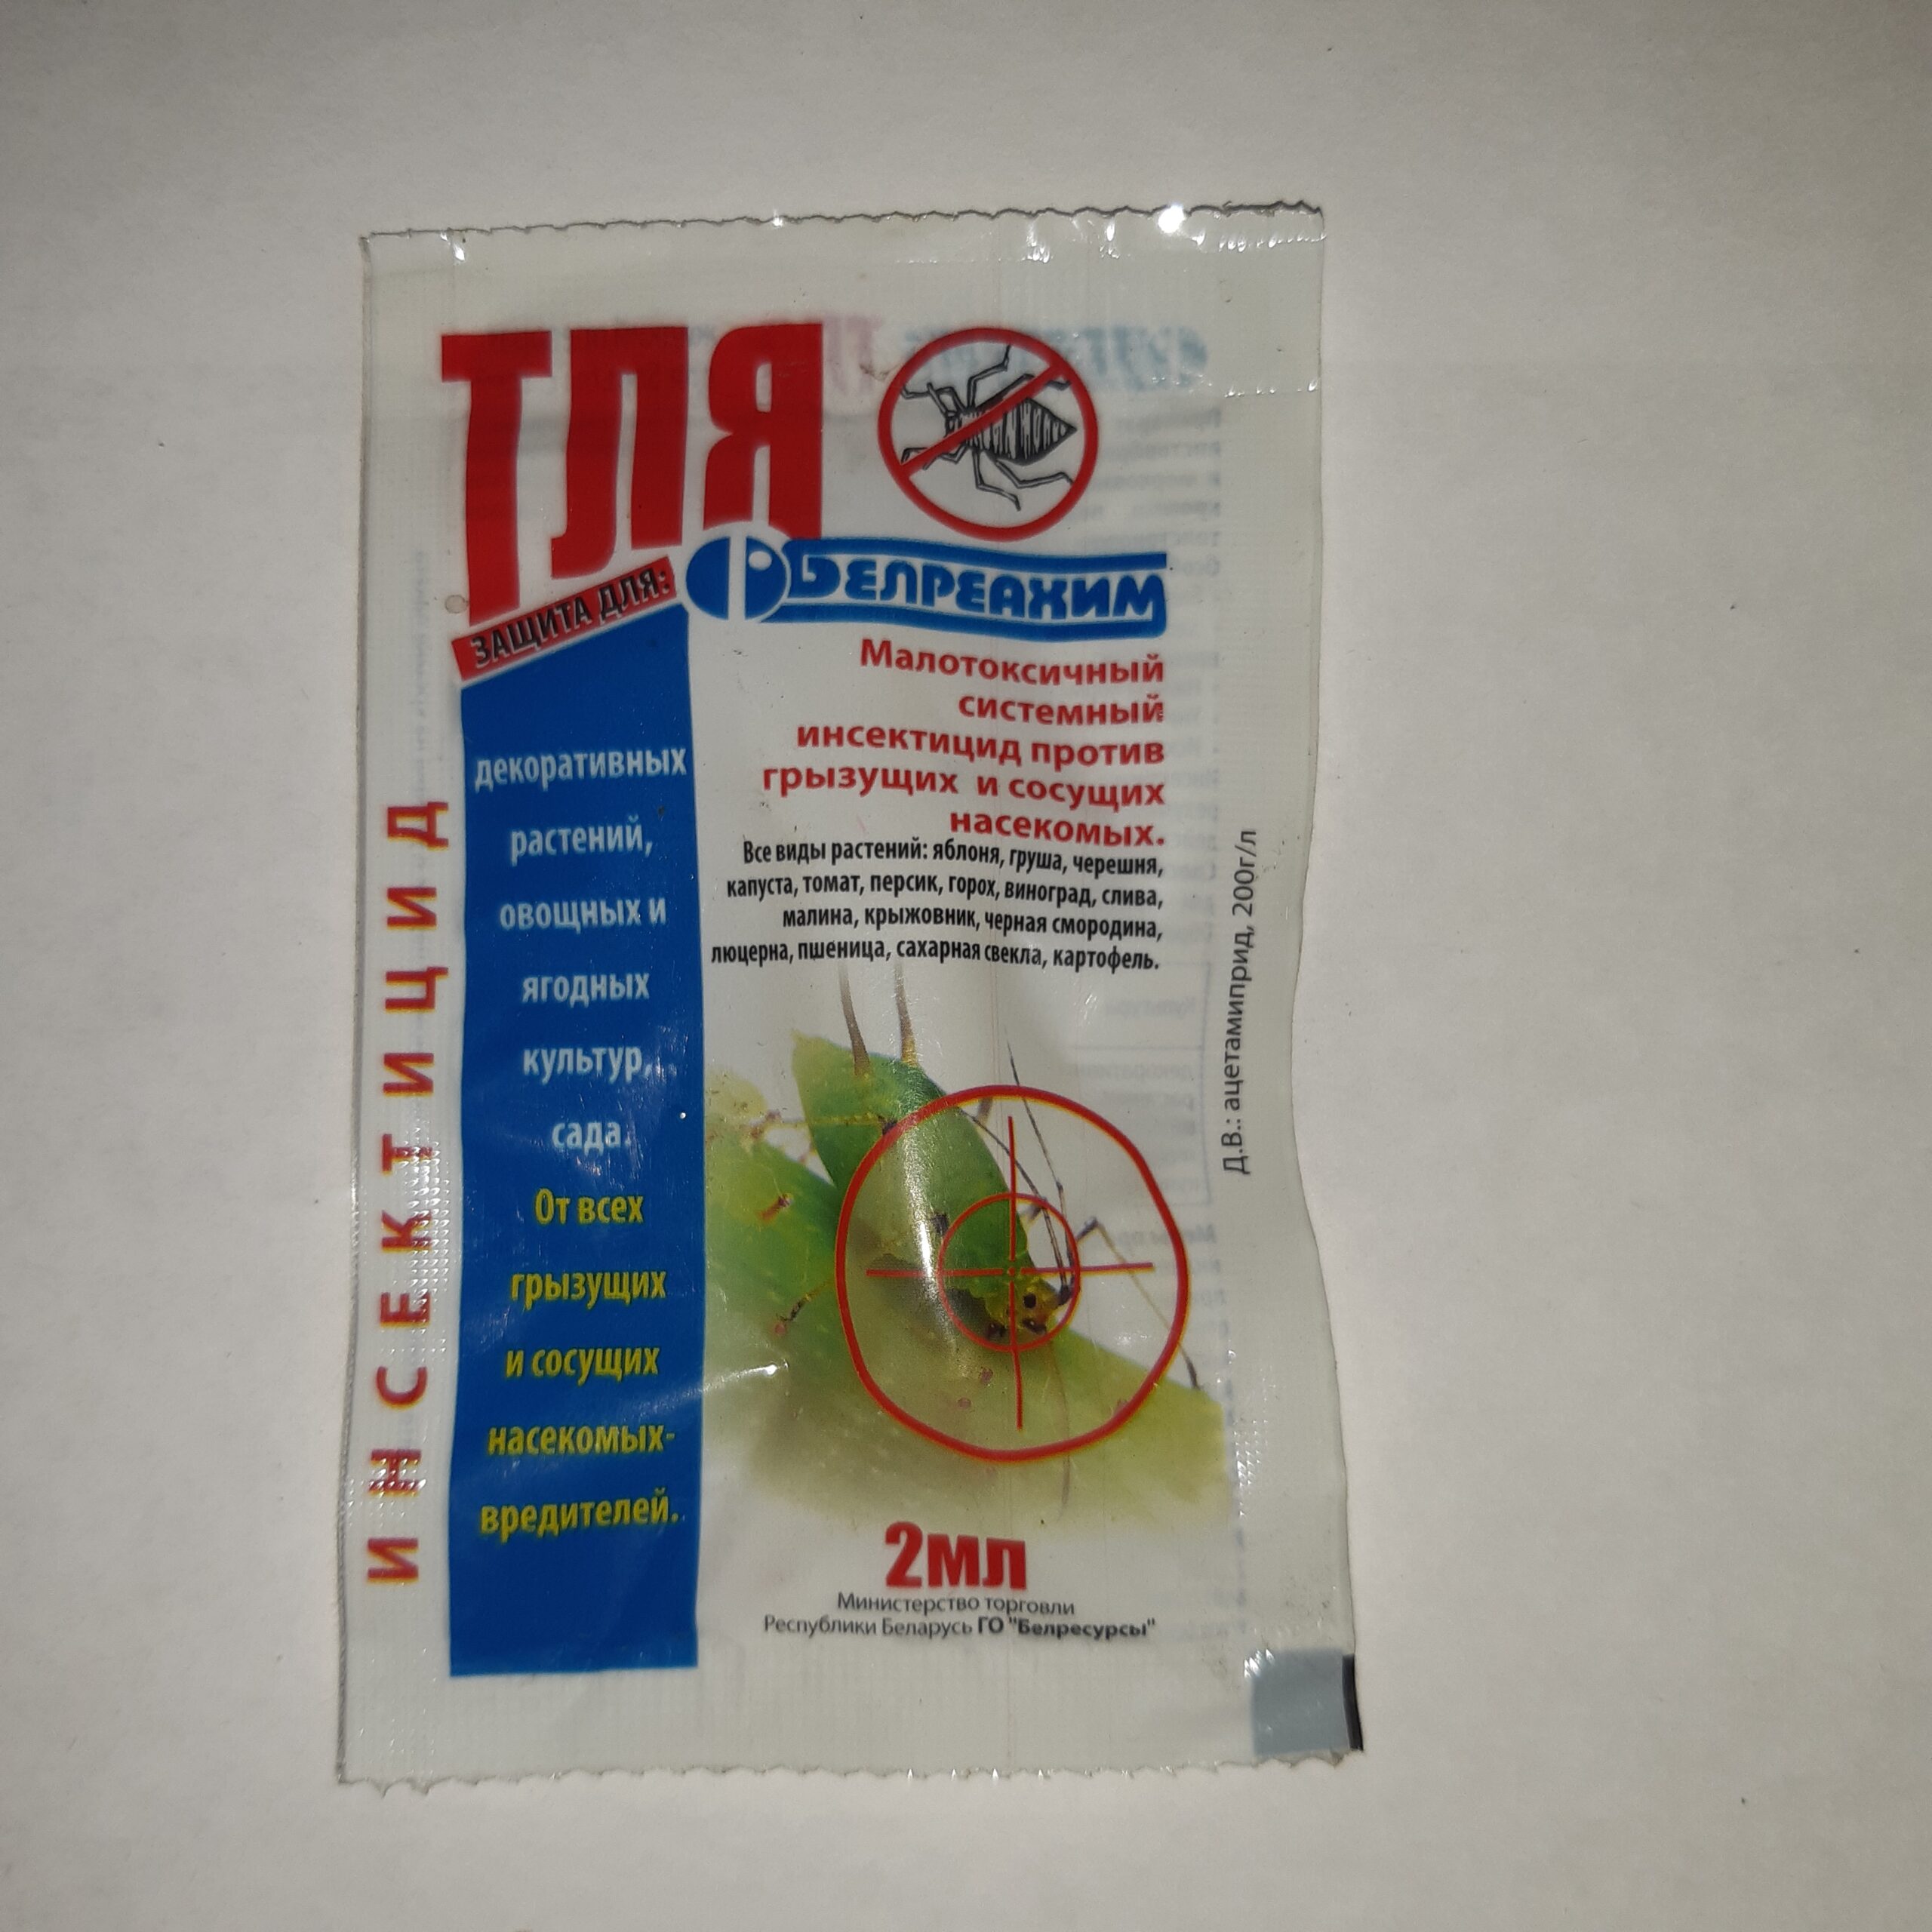 ТЛЯ
ЗАЩИТА ДЛЯ:
БЕЛРЕАХИМ
Малотоксичный
системный
инсектицид против
грызущих и сосущих
насекомых.
Все виды растений: яблоня, груша, черешня,
капуста, томат, персик, горох, виноград, слива,
малина, крыжовник, черная смородина,
люцерна, пшеница, сахарная свекла, картофель.
декоративных
растений,
овощных и
ягодных
культур,
сада.
От всех
грызущих
и сосущих
насекомых-
вредителей.
ИНСЕКТИЦИД
Д.В.: ацетамиприд, 200г/л
2мл
Министерство торговли
Республики Беларусь ГО "Белресурсы"